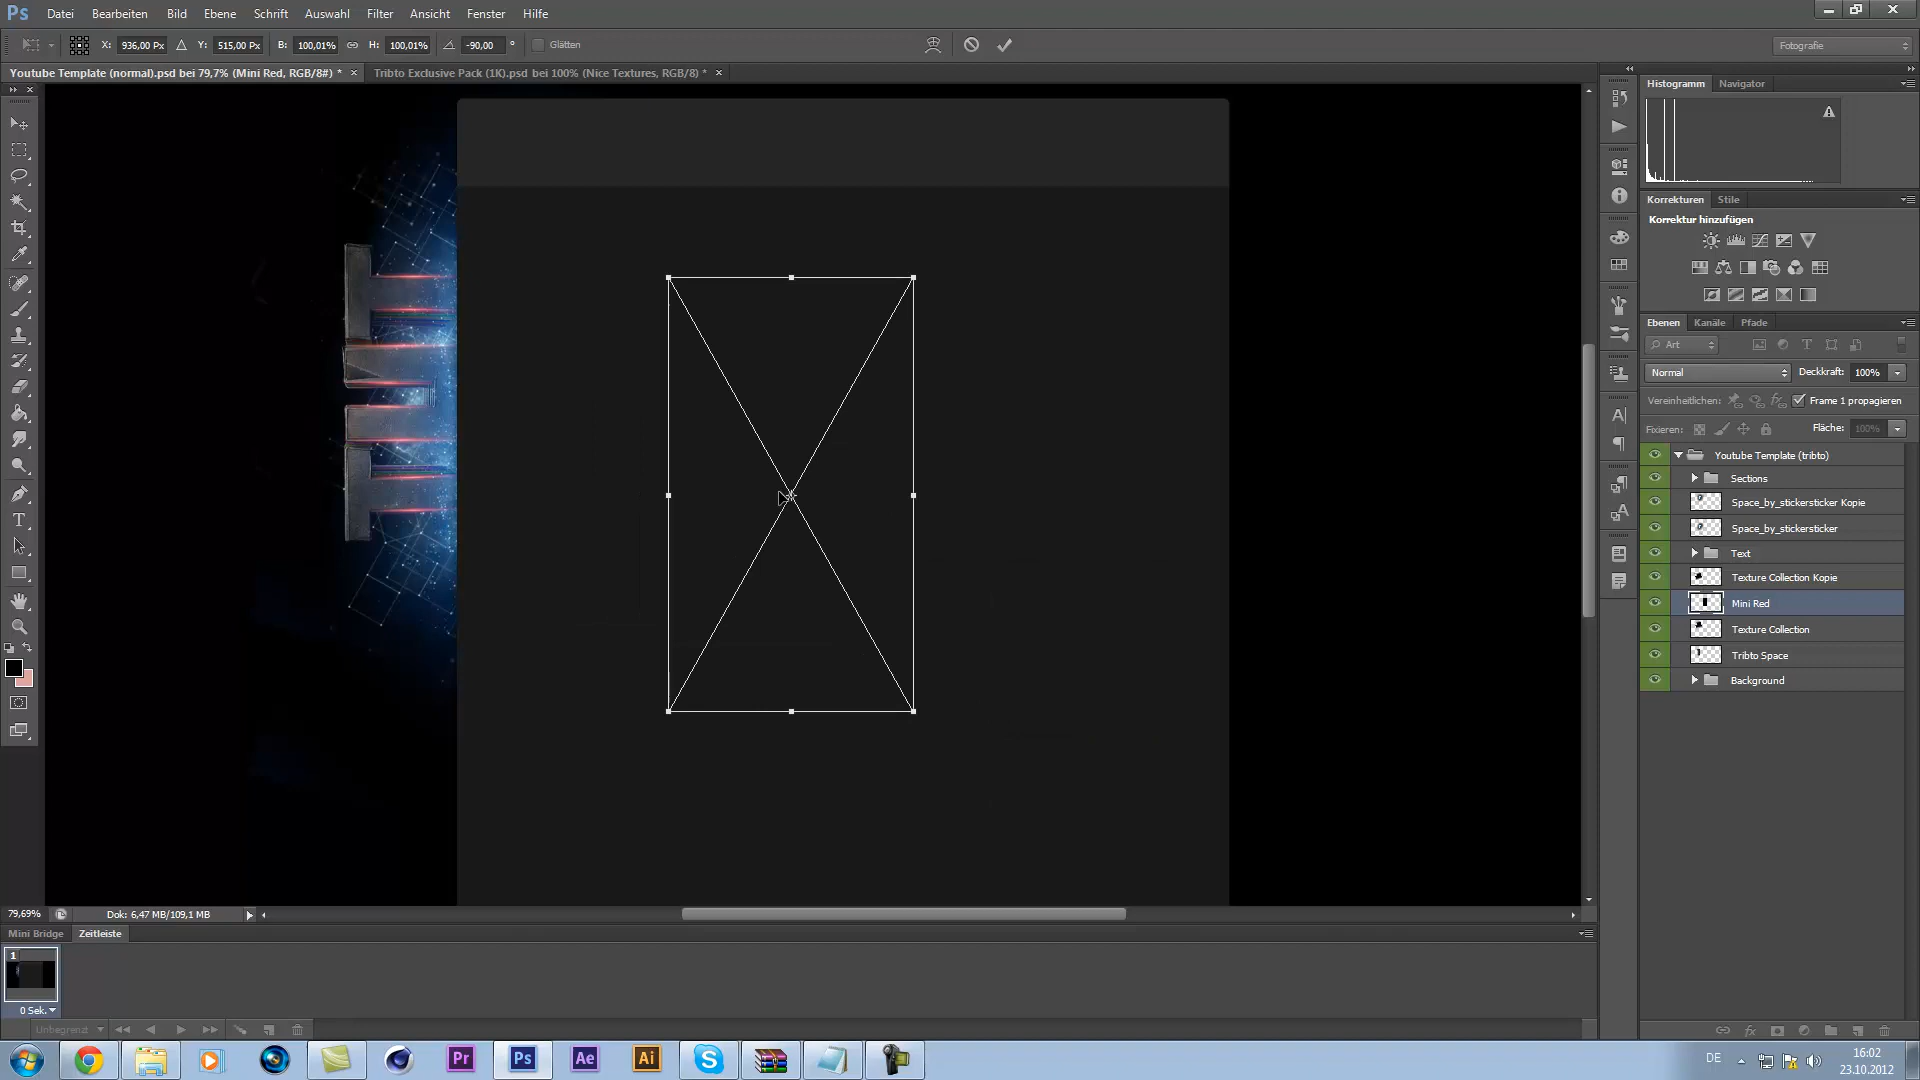 Ps Datei Bearbeiten Bild Ebene Schrift Auswahl Filter Ansicht Fenster Hilfe
X: 936,00 Px Y: 515,00 Px B: 100,01% H: 100,01% -90,00 ° Glätten Fotografie
Youtube Template (normal).psd bei 79,7% (Mini Red, RGB/8#) * Tribto Exclusive Pack (1K).psd bei 100% (Nice Textures, RGB/8) *
Histogramm Navigator
Korrekturen Stile
Korrektur hinzufügen
Ebenen Kanäle Pfade
Art
Normal Deckkraft: 100%
Vereinheitlichen: Frame 1 propagieren
Fixieren: Fläche: 100%
Youtube Template (tribto)
Sections
Space_by_stickersticker Kopie
Space_by_stickersticker
Text
Texture Collection Kopie
Mini Red
Texture Collection
Tribto Space
Background
79,69% Dok: 6,47 MB/109,1 MB
Mini Bridge Zeitleiste
1
0 Sek.
Unbegrenzt
Pr Ps Ae Ai
DE 16:02
23.10.2012